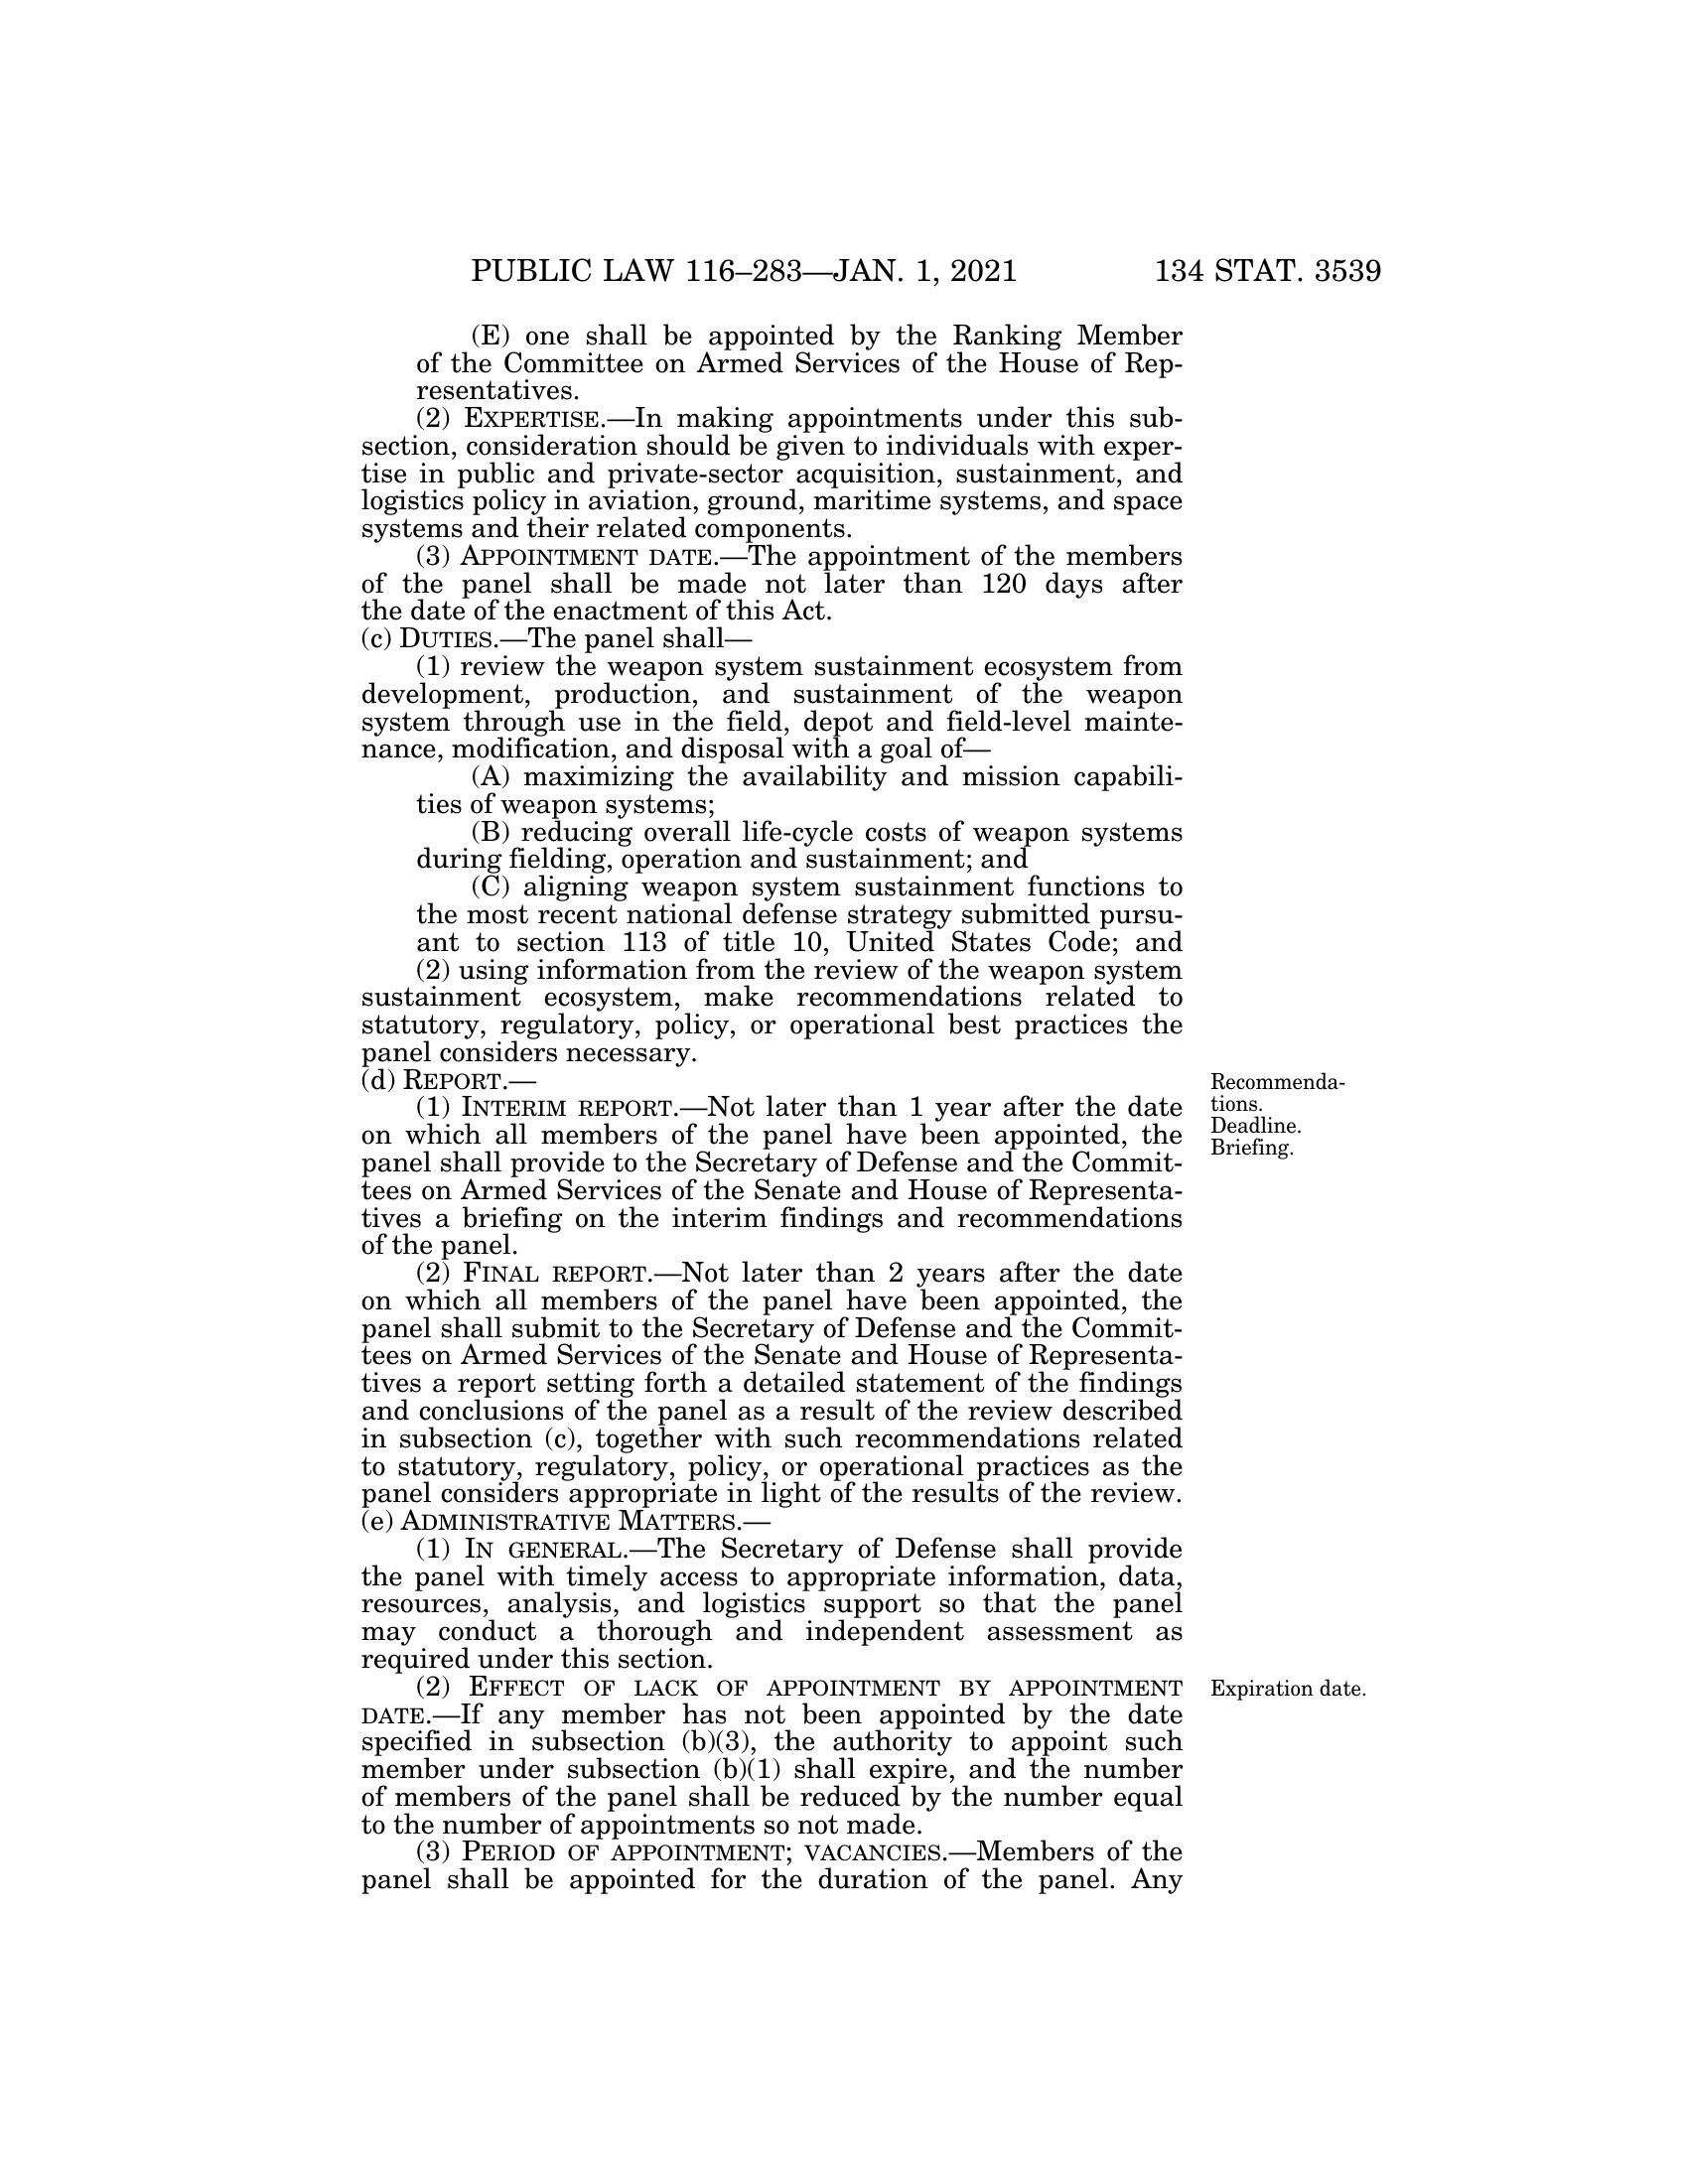 PUBLIC LAW 116–283—JAN. 1, 2021 134 STAT. 3539
(E) one shall be appointed by the Ranking Member
of the Committee on Armed Services of the House of Rep-
resentatives.
(2) EXPERTISE.—In making appointments under this sub-
section, consideration should be given to individuals with exper-
tise in public and private-sector acquisition, sustainment, and
logistics policy in aviation, ground, maritime systems, and space
systems and their related components.
(3) APPOINTMENT DATE.—The appointment of the members
of the panel shall be made not later than 120 days after
the date of the enactment of this Act.
(c) DUTIES.—The panel shall—
(1) review the weapon system sustainment ecosystem from
development, production, and sustainment of the weapon
system through use in the field, depot and field-level mainte-
nance, modification, and disposal with a goal of—
(A) maximizing the availability and mission capabili-
ties of weapon systems;
(B) reducing overall life-cycle costs of weapon systems
during fielding, operation and sustainment; and
(C) aligning weapon system sustainment functions to
the most recent national defense strategy submitted pursu-
ant to section 113 of title 10, United States Code; and
(2) using information from the review of the weapon system
sustainment ecosystem, make recommendations related to
statutory, regulatory, policy, or operational best practices the
panel considers necessary.
(d) REPORT.—
(1) INTERIM REPORT.—Not later than 1 year after the date
on which all members of the panel have been appointed, the
panel shall provide to the Secretary of Defense and the Commit-
tees on Armed Services of the Senate and House of Representa-
tives a briefing on the interim findings and recommendations
of the panel.
(2) FINAL REPORT.—Not later than 2 years after the date
on which all members of the panel have been appointed, the
panel shall submit to the Secretary of Defense and the Commit-
tees on Armed Services of the Senate and House of Representa-
tives a report setting forth a detailed statement of the findings
and conclusions of the panel as a result of the review described
in subsection (c), together with such recommendations related
to statutory, regulatory, policy, or operational practices as the
panel considers appropriate in light of the results of the review.
(e) ADMINISTRATIVE MATTERS.—
(1) IN GENERAL.—The Secretary of Defense shall provide
the panel with timely access to appropriate information, data,
resources, analysis, and logistics support so that the panel
may conduct a thorough and independent assessment as
required under this section.
(2) EFFECT OF LACK OF APPOINTMENT BY APPOINTMENT
DATE.—If any member has not been appointed by the date
specified in subsection (b)(3), the authority to appoint such
member under subsection (b)(1) shall expire, and the number
of members of the panel shall be reduced by the number equal
to the number of appointments so not made.
(3) PERIOD OF APPOINTMENT; VACANCIES.—Members of the
panel shall be appointed for the duration of the panel. Any
Recommenda-
tions.
Deadline.
Briefing.
Expiration date.